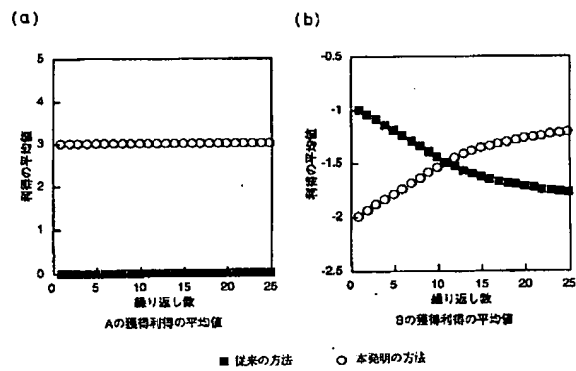 (a)
(b)
利得の平均値
5
4
3
2
1
0
0 5 10 15 20 25
繰り返し数
Aの獲得利得の平均値
利得の平均値
-0.5
-1
-1.5
-2
-2.5
0 5 10 15 20 25
繰り返し数
Bの獲得利得の平均値
■ 従来の方法 ○ 本発明の方法